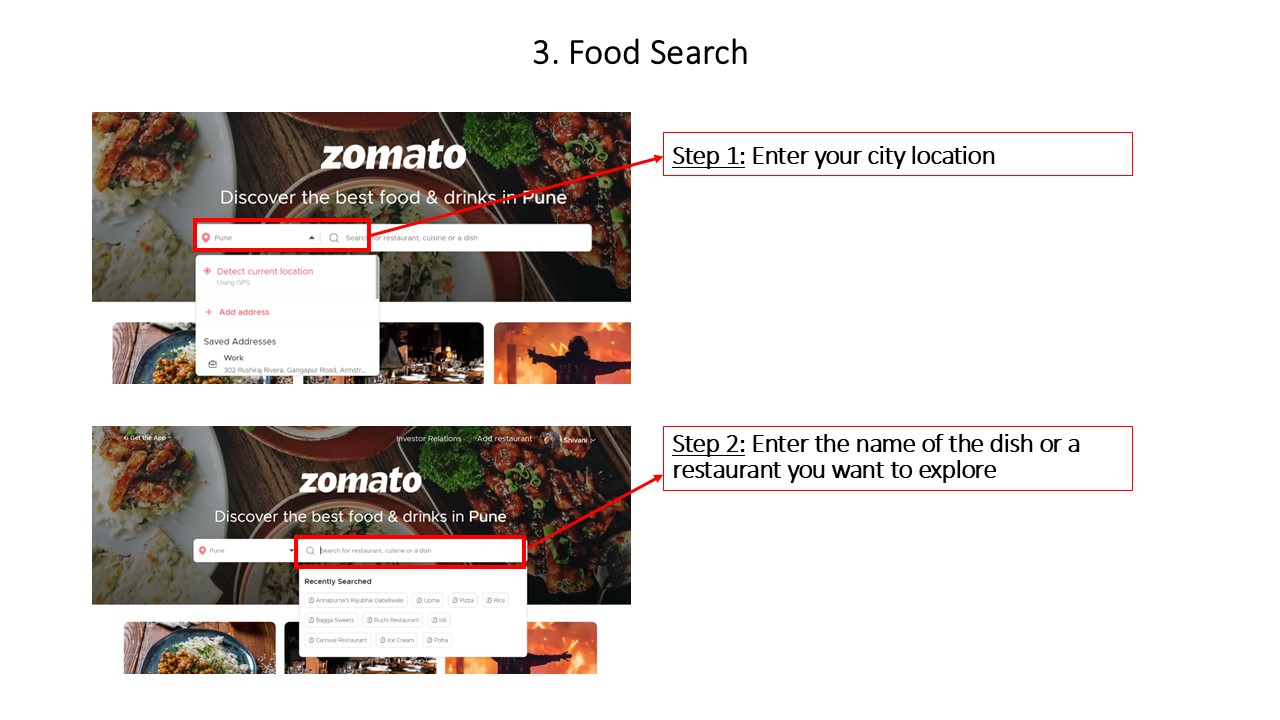 3. Food Search
zomato
Discover the best food & drinks in Pune
Pune
Search for restaurant, cuisine or a dish
Detect current location
Using GPS
Add address
Saved Addresses
Work
302 Rushiraj Rivera, Gangapur Road, Armstr...
Step 1: Enter your city location
Get the App
Investor Relations
Add restaurant
Shivani
zomato
Discover the best food & drinks in Pune
Pune
Search for restaurant, cuisine or a dish
Recently Searched
Annapurna's Rajubhai Dabeliwale
Upma
Pizza
Rice
Bagga Sweets
Ruchi Restaurant
Idli
Carnival Restaurant
Ice Cream
Poha
Step 2: Enter the name of the dish or a
restaurant you want to explore